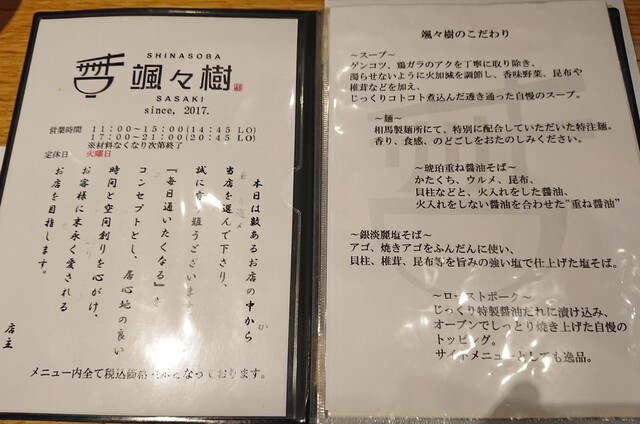 SHINASOBA
颯々樹
SASAKI
since, 2017.
営業時間 11:00~15:00(14:45 LO)
17:00~21:00(20:45 LO)
※材料なくなり次第終了
定休日 火曜日
本日は数あるお店の中から
当店を選んで下さり、
誠に有り難うございます
『毎日通いたくなる』を
コンセプトとし、居心地の良い
時間と空間創りを心がけ、
お客様に末永く愛される
お店を目指します。
店主
メニュー内全て税込価格となっております。
颯々樹のこだわり
~スープ~
ゲンコツ、鶏ガラのアクを丁寧に取り除き、
濁らせないように火加減を調節し、香味野菜、昆布や
椎茸などを加え、
じっくりコトコト煮込んだ透き通った自慢のスープ。
~麺~
相馬製麺所にて、特別に配合していただいた特注麺。
香り、食感、のどごしをおたのしみください。
~琥珀重ね醤油そば~
かたくち、ウルメ、昆布、
貝柱などと、火入れをした醤油、
火入れをしない醤油を合わせた"重ね醤油"
~銀淡麗塩そば~
アゴ、焼きアゴをふんだんに使い、
貝柱、椎茸、昆布等を旨みの強い塩で仕上げた塩そば。
~ローストポーク~
じっくり特製醤油だれに漬け込み、
オーブンでしっとり焼き上げた自慢の
トッピング。
サイドメニューとしても逸品。